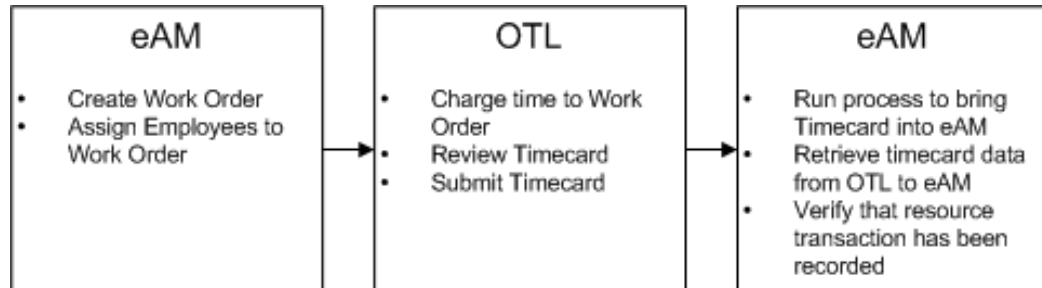 eAM
• Create Work Order
• Assign Employees to
Work Order
OTL
• Charge time to Work
Order
• Review Timecard
• Submit Timecard
eAM
• Run process to bring
Timecard into eAM
• Retrieve timecard data
from OTL to eAM
• Verify that resource
transaction has been
recorded